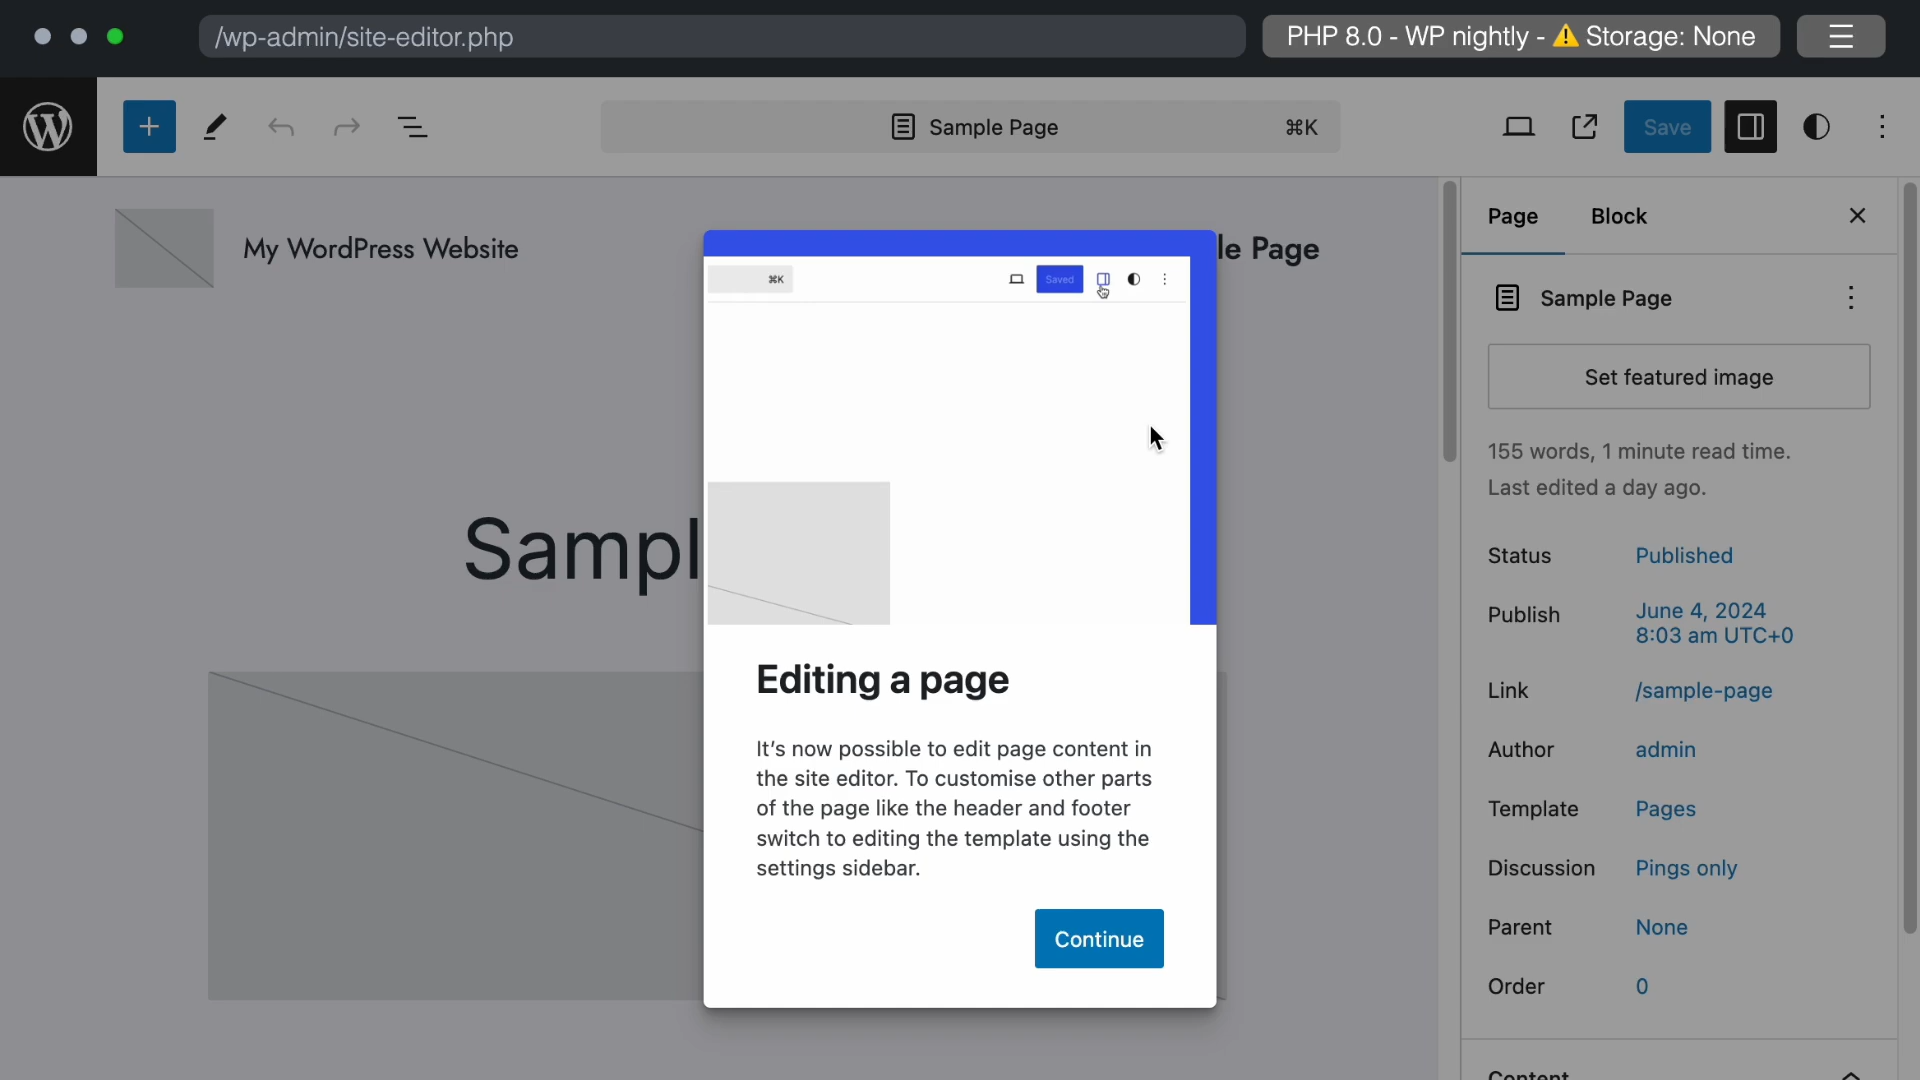 /wp-admin/site-editor.php
PHP 8.0 - WP nightly - ⚠️ Storage: None
Sample Page
⌘K
Save
My WordPress Website
le Page
Sampl
⌘K
Saved
Editing a page
It's now possible to edit page content in
the site editor. To customise other parts
of the page like the header and footer
switch to editing the template using the
settings sidebar.
Continue
Page
Block
Sample Page
Set featured image
155 words, 1 minute read time.
Last edited a day ago.
Status
Published
Publish
June 4, 2024
8:03 am UTC+0
Link
/sample-page
Author
admin
Template
Pages
Discussion
Pings only
Parent
None
Order
0
Content